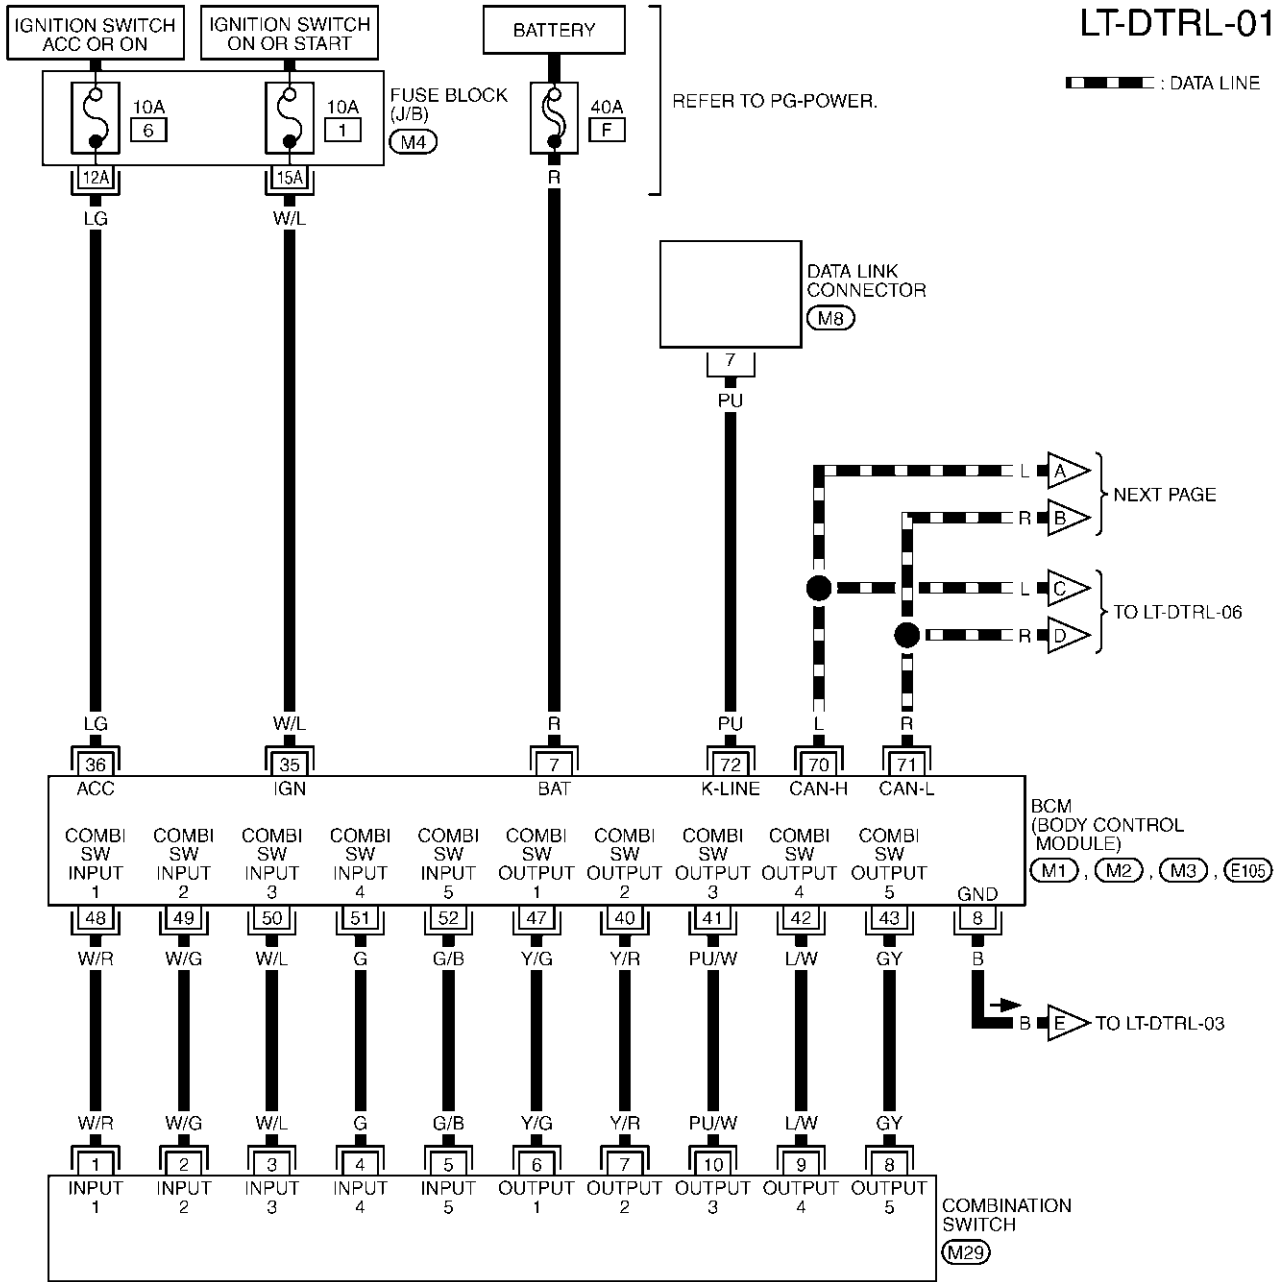 LT-DTRL-01
IGNITION SWITCH
ACC OR ON
IGNITION SWITCH
ON OR START
BATTERY
: DATA LINE
10A
6
10A
1
FUSE BLOCK
(J/B)
M4
40A
F
REFER TO PG-POWER.
12A
15A
LG
W/L
R
DATA LINK
CONNECTOR
M8
7
PU
L
A
R
B
NEXT PAGE
L
C
R
D
TO LT-DTRL-06
LG
W/L
R
PU
L
R
36
35
7
72
70
71
ACC
IGN
BAT
K-LINE
CAN-H
CAN-L
BCM
(BODY CONTROL
MODULE)
M1 , M2 , M3 , E105
COMBI
SW
INPUT
1
COMBI
SW
INPUT
2
COMBI
SW
INPUT
3
COMBI
SW
INPUT
4
COMBI
SW
INPUT
5
COMBI
SW
OUTPUT
1
COMBI
SW
OUTPUT
2
COMBI
SW
OUTPUT
3
COMBI
SW
OUTPUT
4
COMBI
SW
OUTPUT
5
GND
48
49
50
51
52
47
40
41
42
43
8
W/R
W/G
W/L
G
G/B
Y/G
Y/R
PU/W
L/W
GY
B
B
E
TO LT-DTRL-03
W/R
W/G
W/L
G
G/B
Y/G
Y/R
PU/W
L/W
GY
1
2
3
4
5
6
7
10
9
8
INPUT
1
INPUT
2
INPUT
3
INPUT
4
INPUT
5
OUTPUT
1
OUTPUT
2
OUTPUT
3
OUTPUT
4
OUTPUT
5
COMBINATION
SWITCH
M29